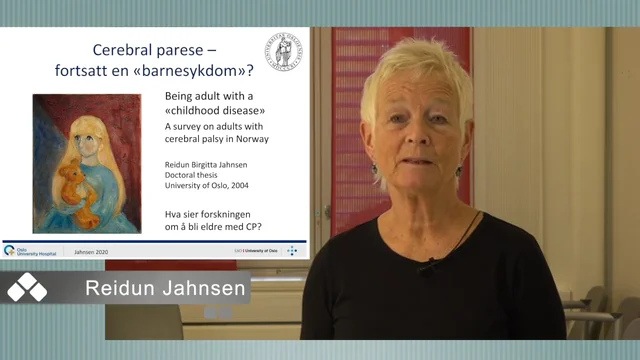 Cerebral parese –
fortsatt en «barnesykdom»?
Being adult with a
«childhood disease»
A survey on adults with
cerebral palsy in Norway
Reidun Birgitta Jahnsen
Doctoral thesis
University of Oslo, 2004
Hva sier forskningen
om å bli eldre med CP?
Oslo
University Hospital
Jahnsen 2020
UiO University of Oslo
Reidun Jahnsen